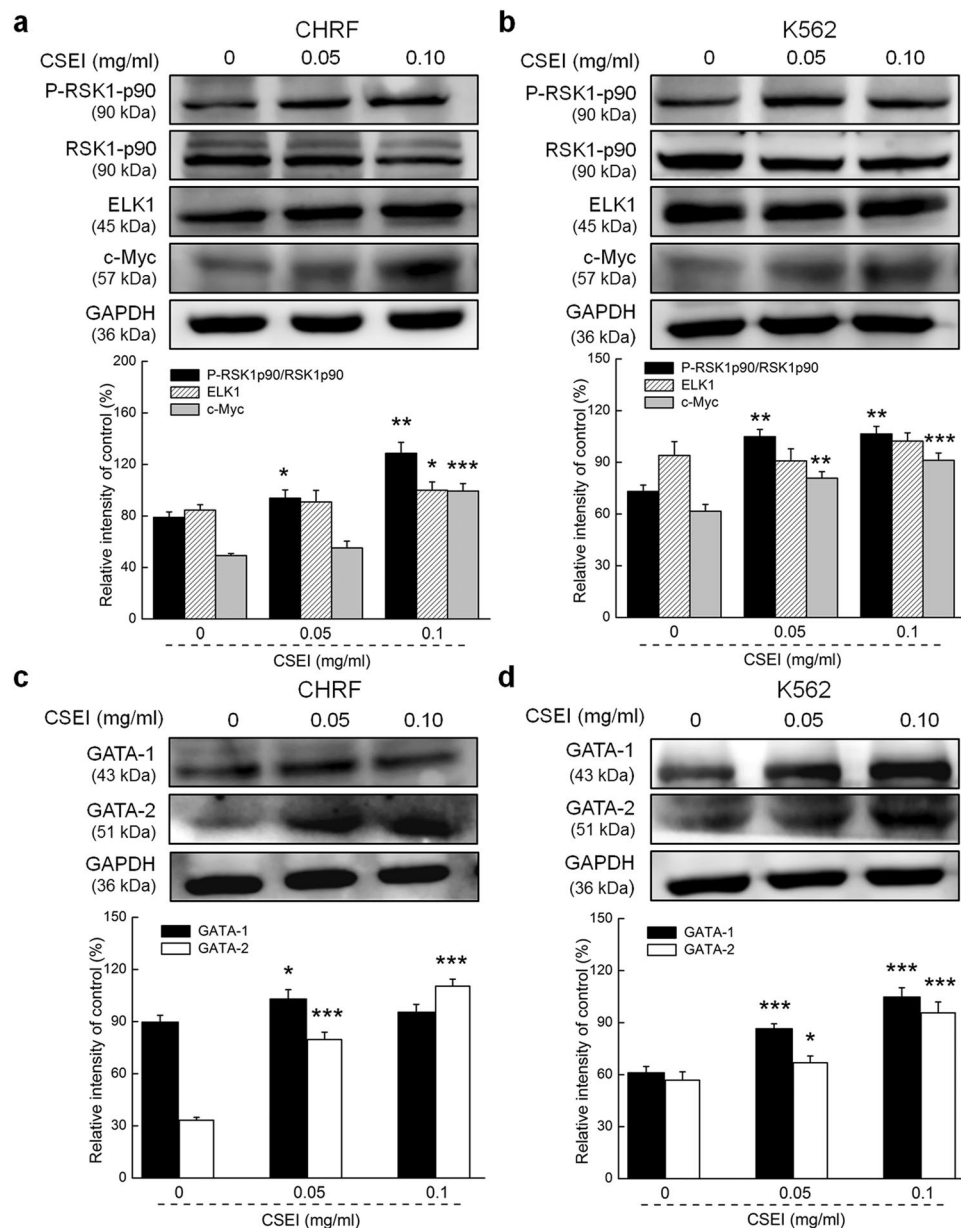 a
CHRF
CSEI (mg/ml) 0 0.05 0.10
P-RSK1-p90
(90 kDa)
RSK1-p90
(90 kDa)
ELK1
(45 kDa)
c-Myc
(57 kDa)
GAPDH
(36 kDa)
Relative intensity of control (%)
200
160
120
80
40
0
P-RSK1p90/RSK1p90
ELK1
c-Myc
* ** * ***
0 0.05 0.1
CSEI (mg/ml)
b
K562
CSEI (mg/ml) 0 0.05 0.10
P-RSK1-p90
(90 kDa)
RSK1-p90
(90 kDa)
ELK1
(45 kDa)
c-Myc
(57 kDa)
GAPDH
(36 kDa)
Relative intensity of control (%)
150
120
90
60
30
0
P-RSK1p90/RSK1p90
ELK1
c-Myc
** ** ** ***
0 0.05 0.1
CSEI (mg/ml)
c
CHRF
CSEI (mg/ml) 0 0.05 0.10
GATA-1
(43 kDa)
GATA-2
(51 kDa)
GAPDH
(36 kDa)
Relative intensity of control (%)
150
120
90
60
30
0
GATA-1
GATA-2
* *** ***
0 0.05 0.1
CSEI (mg/ml)
d
K562
CSEI (mg/ml) 0 0.05 0.10
GATA-1
(43 kDa)
GATA-2
(51 kDa)
GAPDH
(36 kDa)
Relative intensity of control (%)
150
120
90
60
30
0
GATA-1
GATA-2
*** * *** ***
0 0.05 0.1
CSEI (mg/ml)